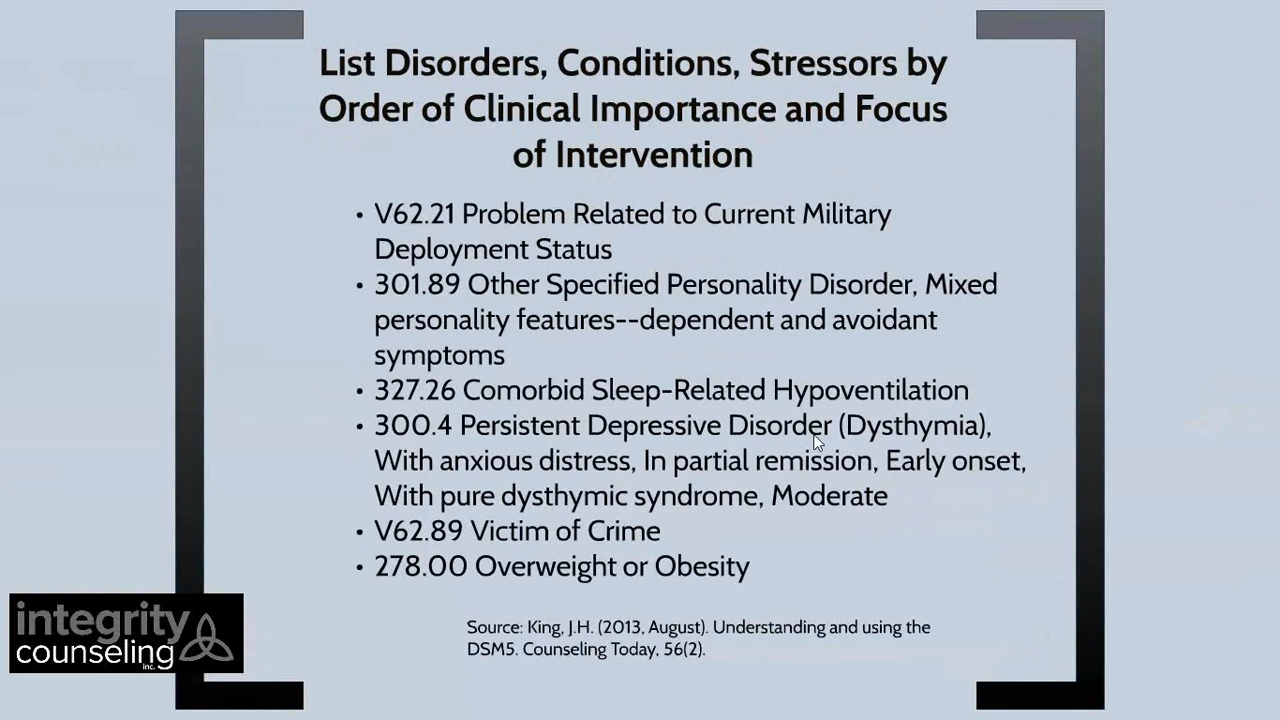 List Disorders, Conditions, Stressors by
Order of Clinical Importance and Focus
of Intervention
• V62.21 Problem Related to Current Military
Deployment Status
• 301.89 Other Specified Personality Disorder, Mixed
personality features--dependent and avoidant
symptoms
• 327.26 Comorbid Sleep-Related Hypoventilation
• 300.4 Persistent Depressive Disorder (Dysthymia),
With anxious distress, In partial remission, Early onset,
With pure dysthymic syndrome, Moderate
• V62.89 Victim of Crime
• 278.00 Overweight or Obesity
Source: King, J.H. (2013, August). Understanding and using the
DSM5. Counseling Today, 56(2).
integrity
counseling
inc.